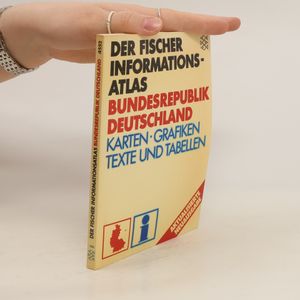 DER FISCHER
INFORMATIONS-
ATLAS
BUNDESREPUBLIK
DEUTSCHLAND
KARTEN · GRAFIKEN
TEXTE UND TABELLEN
i
DER FISCHER INFORMATIONSATLAS BUNDESREPUBLIK DEUTSCHLAND